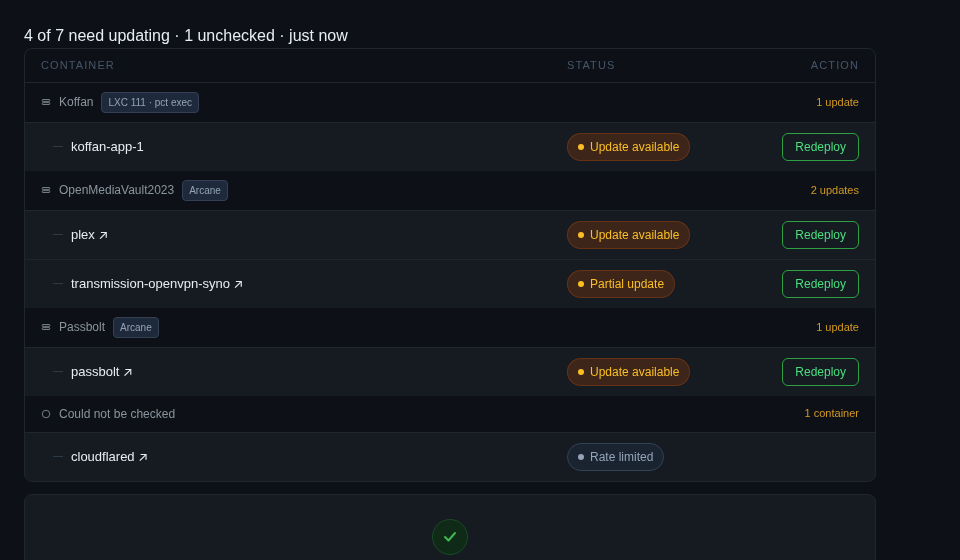 4 of 7 need updating · 1 unchecked · just now
CONTAINER STATUS ACTION
Koffan LXC 111 · pct exec 1 update
koffan-app-1 Update available Redeploy
OpenMediaVault2023 Arcane 2 updates
plex Update available Redeploy
transmission-openvpn-syno Partial update Redeploy
Passbolt Arcane 1 update
passbolt Update available Redeploy
Could not be checked 1 container
cloudflared Rate limited